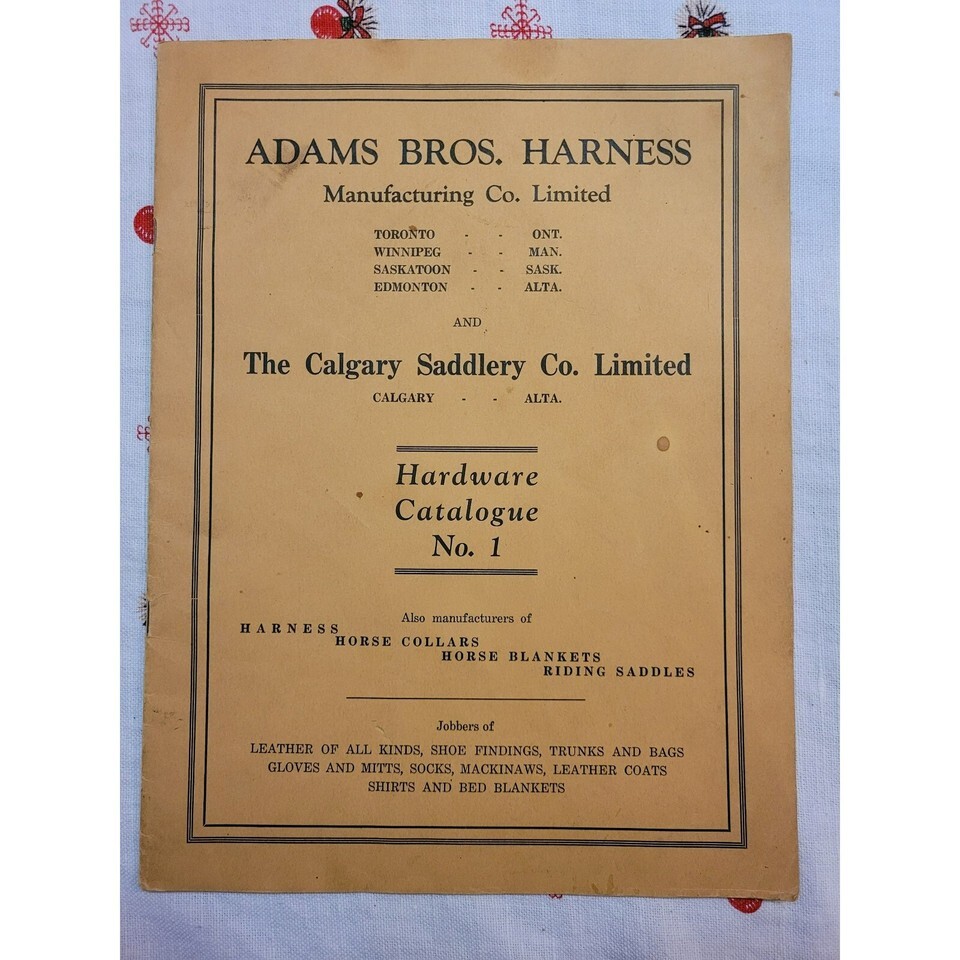 ADAMS BROS. HARNESS
Manufacturing Co. Limited
TORONTO - - ONT.
WINNIPEG - - MAN.
SASKATOON - - SASK.
EDMONTON - - ALTA.
AND
The Calgary Saddlery Co. Limited
CALGARY - - ALTA.
Hardware
Catalogue
No. 1
Also manufacturers of
HARNESS
HORSE COLLARS
HORSE BLANKETS
RIDING SADDLES
Jobbers of
LEATHER OF ALL KINDS, SHOE FINDINGS, TRUNKS AND BAGS
GLOVES AND MITTS, SOCKS, MACKINAWS, LEATHER COATS
SHIRTS AND BED BLANKETS